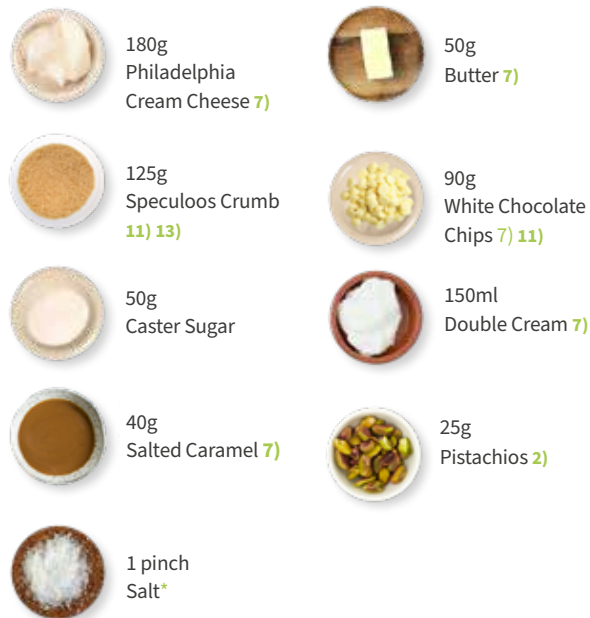 180g
Philadelphia
Cream Cheese 7)
50g
Butter 7)
125g
Speculoos Crumb
11) 13)
90g
White Chocolate
Chips 7) 11)
50g
Caster Sugar
150ml
Double Cream 7)
40g
Salted Caramel 7)
25g
Pistachios 2)
1 pinch
Salt*